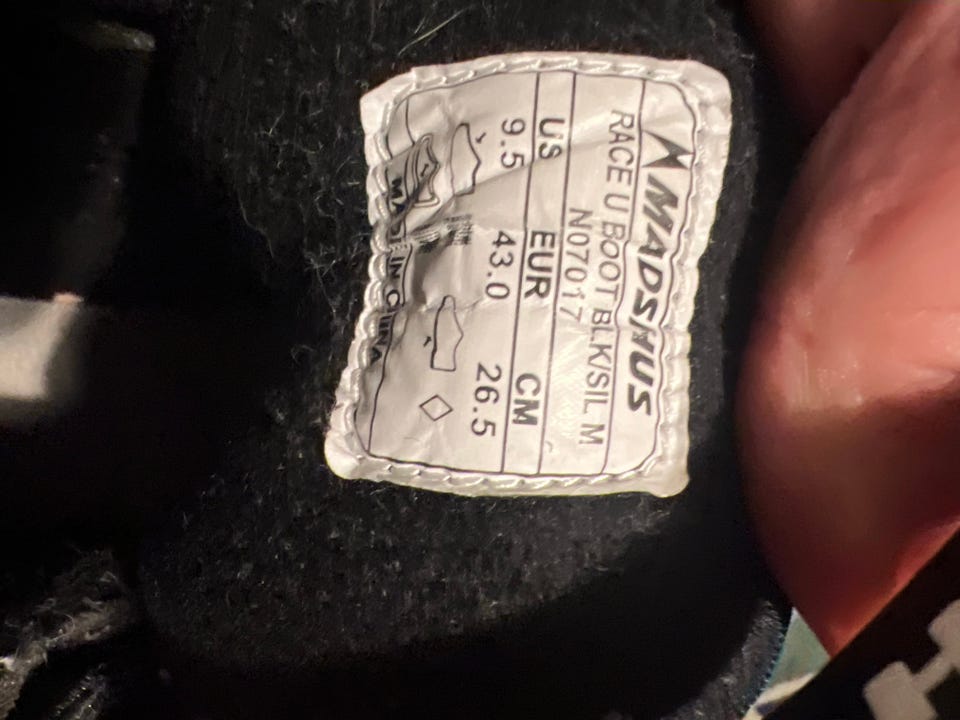 MADSHUS
RACE U BOOT BLK/SIL M
N07017
US EUR CM
9.5 43.0 26.5
MADE IN CHINA